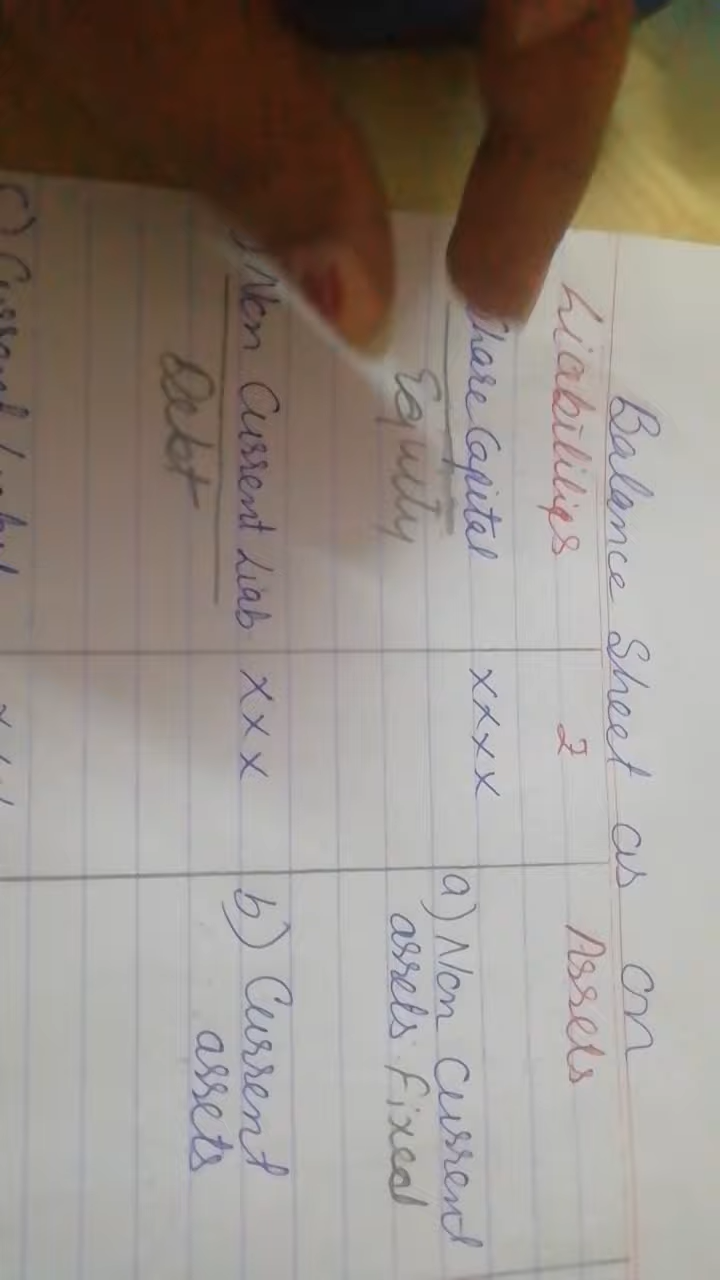 Balance Sheet as on
Liabilities ₹ Assets
Share Capital xxxx a) Non Current
Equity assets. fixed
) Non Current Liab xxx b) Current
Debt assets
c) Current